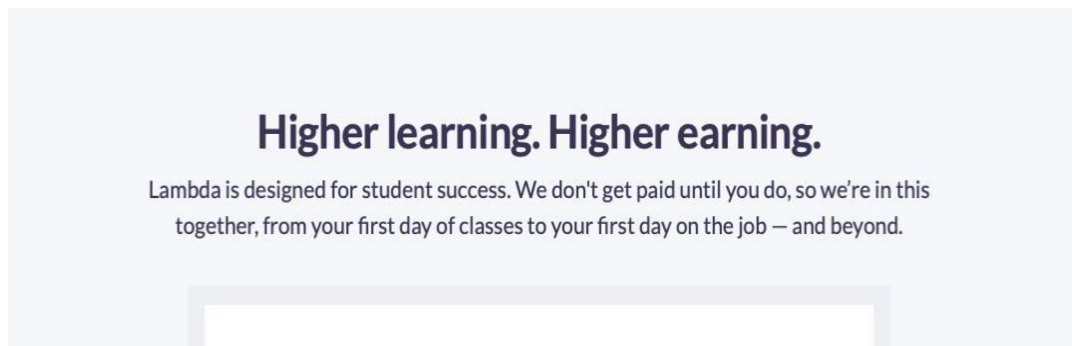 Higher learning. Higher earning.
Lambda is designed for student success. We don't get paid until you do, so we’re in this
together, from your first day of classes to your first day on the job — and beyond.